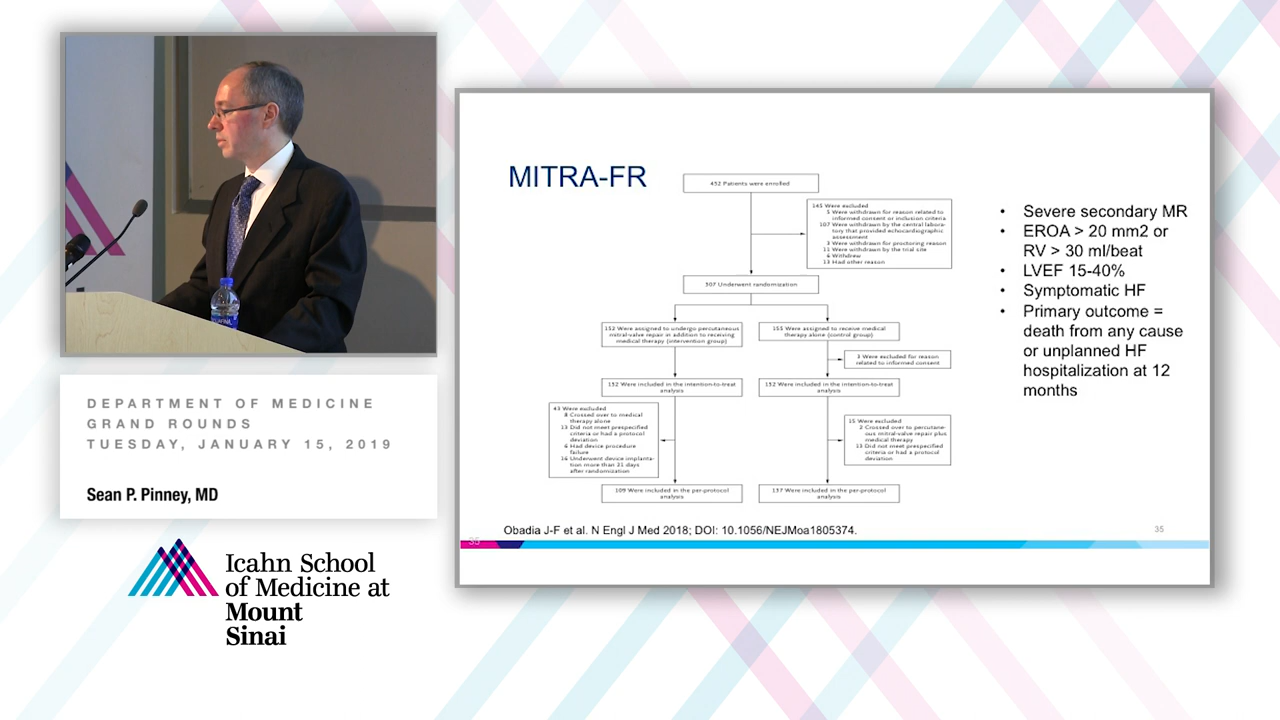 DEPARTMENT OF MEDICINE
GRAND ROUNDS
TUESDAY, JANUARY 15, 2019
Sean P. Pinney, MD
Icahn School
of Medicine at
Mount
Sinai
MITRA-FR
452 Patients were enrolled
145 Were excluded
5 Were withdrawn for reason related to
informed consent or inclusion criteria
107 Were withdrawn by the central labora-
tory that provided echocardiographic
assessment
3 Were withdrawn for proctoring reason
11 Were withdrawn by the trial site
6 Withdrew
13 Had other reason
307 Underwent randomization
152 Were assigned to undergo percutaneous
mitral-valve repair in addition to receiving
medical therapy (intervention group)
155 Were assigned to receive medical
therapy alone (control group)
3 Were excluded for reason
related to informed consent
152 Were included in the intention-to-treat
analysis
152 Were included in the intention-to-treat
analysis
43 Were excluded
8 Crossed over to medical
therapy alone
13 Did not meet prespecified
criteria or had a protocol
deviation
6 Had device procedure
failure
16 Underwent device implanta-
tion more than 21 days
after randomization
15 Were excluded
2 Crossed over to percutane-
ous mitral-valve repair plus
medical therapy
13 Did not meet prespecified
criteria or had a protocol
deviation
109 Were included in the per-protocol
analysis
137 Were included in the per-protocol
analysis
• Severe secondary MR
• EROA > 20 mm2 or
RV > 30 ml/beat
• LVEF 15-40%
• Symptomatic HF
• Primary outcome =
death from any cause
or unplanned HF
hospitalization at 12
months
Obadia J-F et al. N Engl J Med 2018; DOI: 10.1056/NEJMoa1805374.
35
35